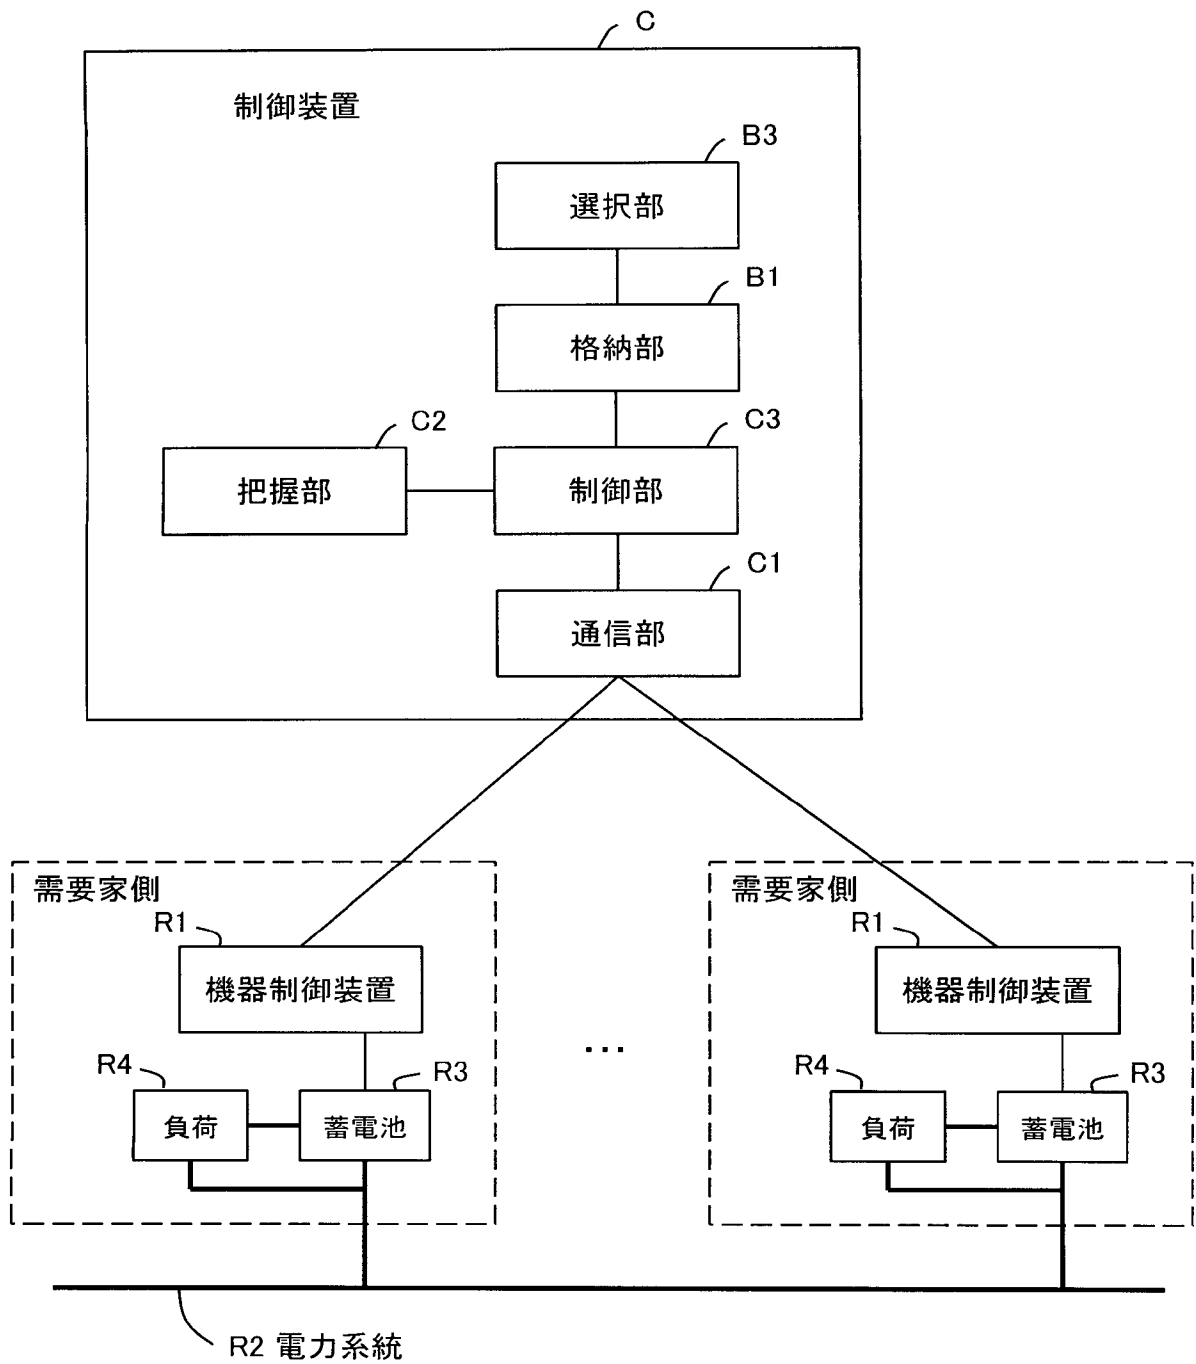 C
制御装置
B3
選択部
B1
格納部
C2
C3
把握部
制御部
C1
通信部
需要家側
R1
機器制御装置
R4
R3
負荷
蓄電池
…
需要家側
R1
機器制御装置
R4
R3
負荷
蓄電池
R2 電力系統